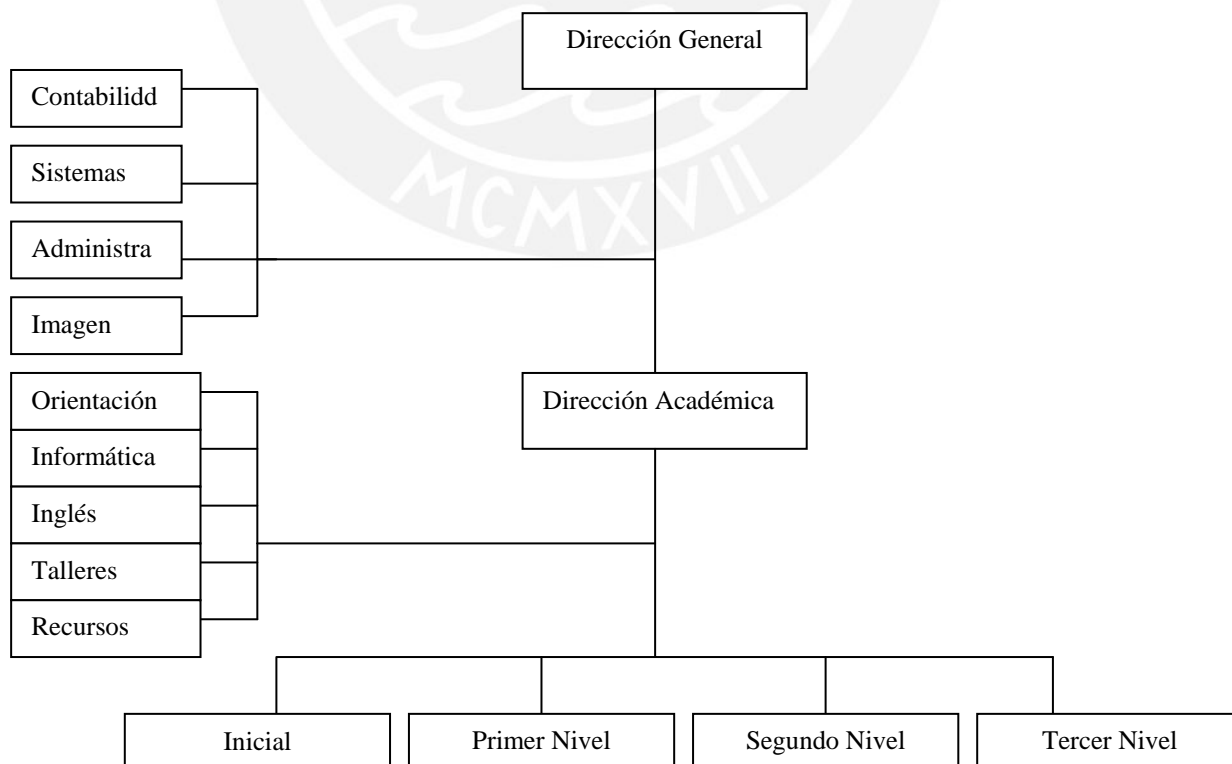 Dirección General
Contabilidd
Sistemas
MCMXVII
Administra
Imagen
Orientación
Dirección Académica
Informática
Inglés
Talleres
Recursos
Inicial
Primer Nivel
Segundo Nivel
Tercer Nivel